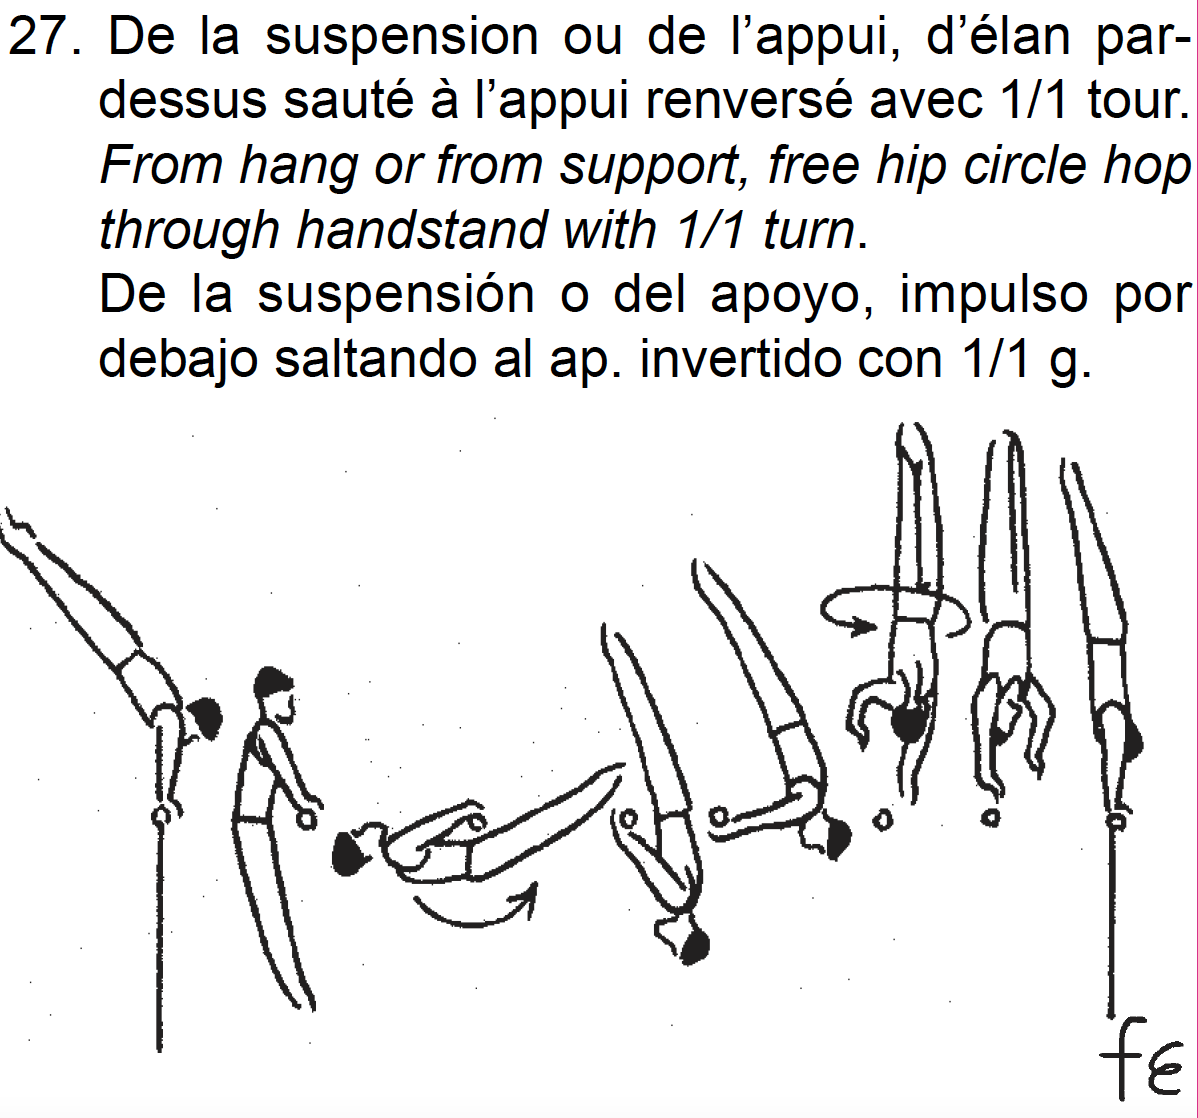 27. De la suspension ou de l’appui, d’élan par-
dessus sauté à l’appui renversé avec 1/1 tour.
From hang or from support, free hip circle hop
through handstand with 1/1 turn.
De la suspensión o del apoyo, impulso por
debajo saltando al ap. invertido con 1/1 g.